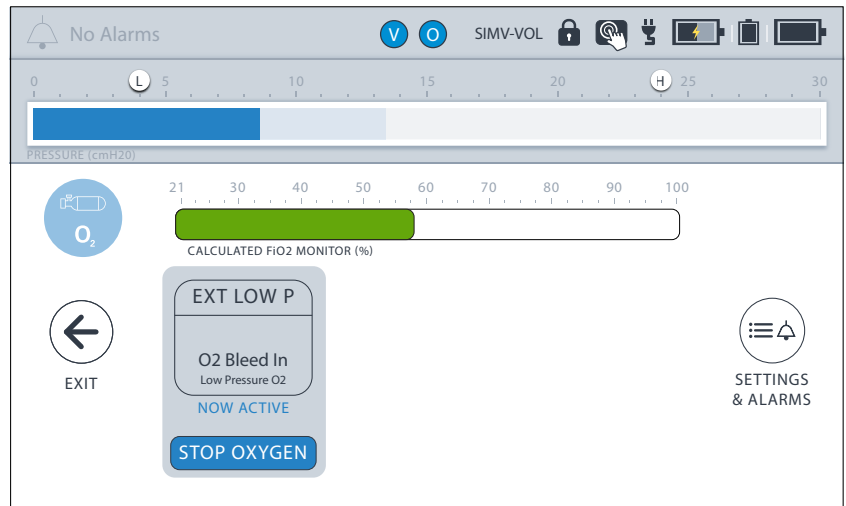 No Alarms
V O SIMV-VOL
0 L 5 10 15 20 H 25 30
PRESSURE (cmH20)
21 30 40 50 60 70 80 90 100
O2
CALCULATED FiO2 MONITOR (%)
EXT LOW P
O2 Bleed In
Low Pressure O2
NOW ACTIVE
STOP OXYGEN
EXIT
SETTINGS
& ALARMS